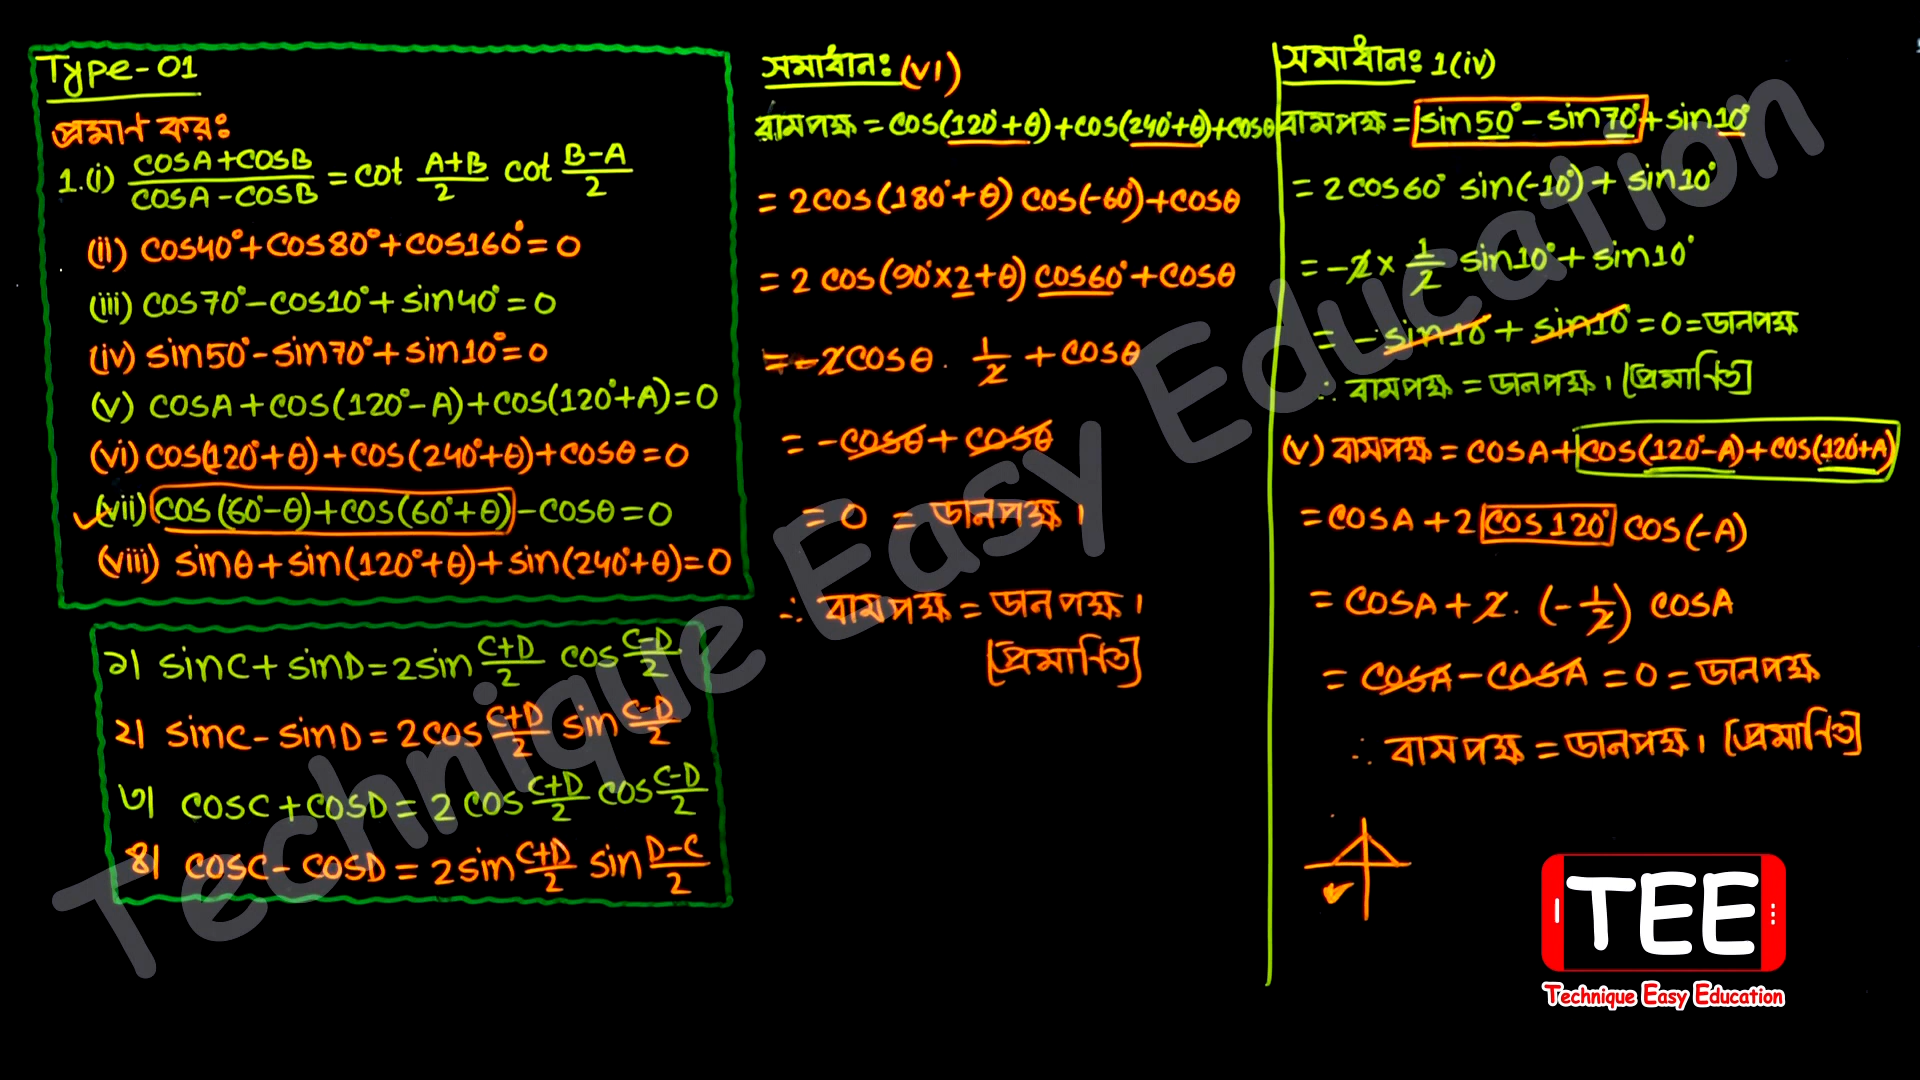 Type-01
প্রমাণ করঃ
1.(i) (cosA+cosB)/(cosA-cosB) = cot (A+B)/2 cot (B-A)/2
(ii) cos40°+cos80°+cos160°=0
(iii) cos70°-cos10°+sin40°=0
(iv) sin50°-sin70°+sin10°=0
(v) cosA+cos(120°-A)+cos(120°+A)=0
(vi) cos(120°+θ)+cos(240°+θ)+cosθ=0
(vii) cos(60°-θ)+cos(60°+θ)-cosθ=0
(viii) sinθ+sin(120°+θ)+sin(240°+θ)=0
১। sinC+sinD=2sin (C+D)/2 cos (C-D)/2
২। sinC-sinD=2cos (C+D)/2 sin (C-D)/2
৩। cosC+cosD=2cos (C+D)/2 cos (C-D)/2
৪। cosC-cosD=2sin (C+D)/2 sin (D-C)/2
সমাধানঃ (vi)
বামপক্ষ = cos(120°+θ)+cos(240°+θ)+cosθ
= 2cos(180°+θ) cos(-60°)+cosθ
= 2 cos(90°×2+θ) cos60°+cosθ
= -2cosθ · 1/2 + cosθ
= -cosθ+cosθ
= 0 = ডানপক্ষ।
∴ বামপক্ষ = ডানপক্ষ।
[প্রমাণিত]
সমাধানঃ 1(iv)
বামপক্ষ = sin50°-sin70°+sin10°
= 2cos60° sin(-10°) + sin10°
= -2× 1/2 sin10°+sin10°
= -sin10°+sin10°=0=ডানপক্ষ
∴ বামপক্ষ = ডানপক্ষ। [প্রমাণিত]
(v) বামপক্ষ = cosA+cos(120°-A)+cos(120°+A)
= cosA+2 cos120° cos(-A)
= cosA+2·(-1/2) cosA
= cosA-cosA=0=ডানপক্ষ
∴ বামপক্ষ = ডানপক্ষ। [প্রমাণিত]
TEE
Technique Easy Education
Technique Easy Education